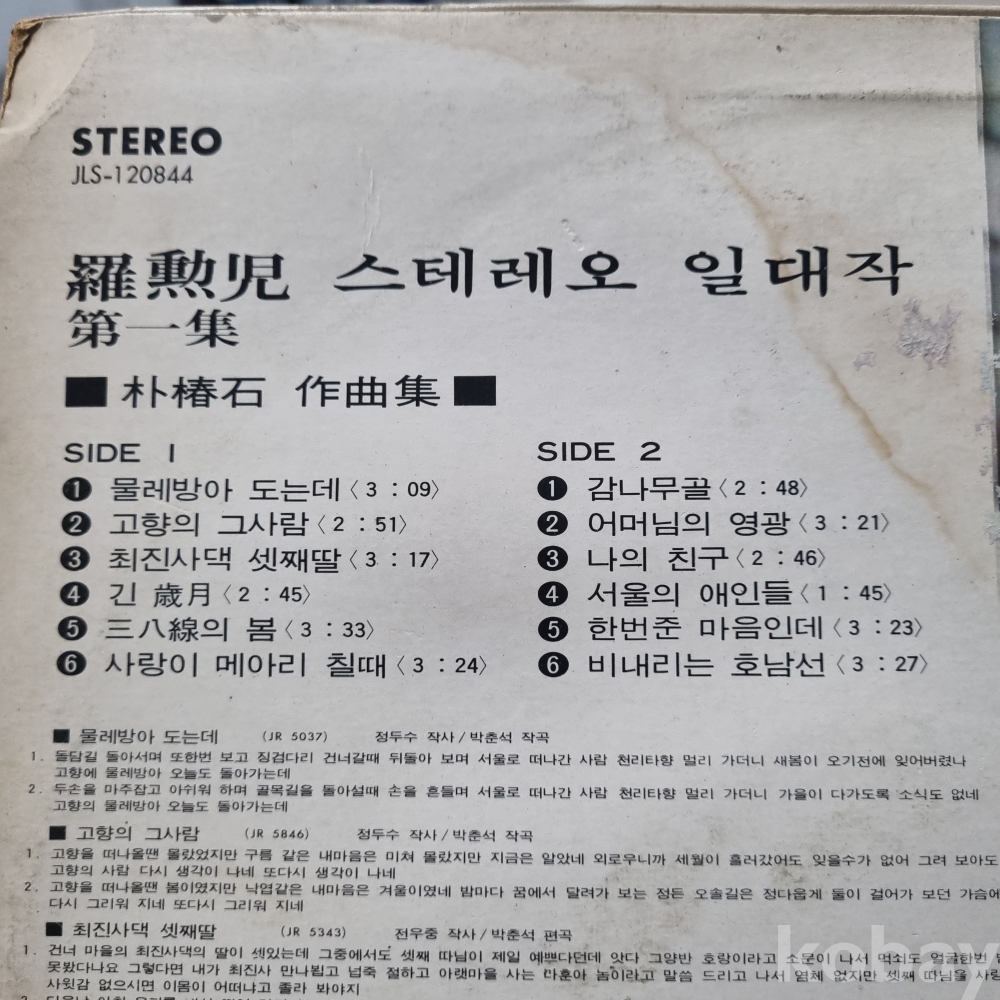 STEREO
JLS-120844
羅勲児 스테레오 일대작
第一集
■ 朴椿石 作曲集 ■
SIDE 1
❶ 물레방아 도는데〈3 : 09〉
❷ 고향의 그사람〈2 : 51〉
❸ 최진사댁 셋째딸〈3 : 17〉
❹ 긴 歲月〈2 : 45〉
❺ 三八線의 봄〈3 : 33〉
❻ 사랑이 메아리 칠때〈3 : 24〉
SIDE 2
❶ 감나무골〈2 : 48〉
❷ 어머님의 영광〈3 : 21〉
❸ 나의 친구〈2 : 46〉
❹ 서울의 애인들〈1 : 45〉
❺ 한번준 마음인데〈3 : 23〉
❻ 비내리는 호남선〈3 : 27〉
■ 물레방아 도는데 (JR 5037) 정두수 작사/박춘석 작곡
1. 돌담길 돌아서며 또한번 보고 징검다리 건너갈때 뒤돌아 보며 서울로 떠나간 사람 천리타향 멀리 가더니 새봄이 오기전에 잊어버렸나
고향에 물레방아 오늘도 돌아가는데
2. 두손을 마주잡고 아쉬워 하며 골목길을 돌아설때 손을 흔들며 서울로 떠나간 사람 천리타향 멀리 가더니 가을이 다가도록 소식도 없네
고향의 물레방아 오늘도 돌아가는데
■ 고향의 그사람 (JR 5846) 정두수 작사/박춘석 작곡
1. 고향을 떠나올땐 몰랐었지만 구름 같은 내마음은 미쳐 몰랐지만 지금은 알았네 외로우니까 세월이 흘러갔어도 잊을수가 없어 그려 보아도
고향의 사람 다시 생각이 나네 또다시 생각이 나네
2. 고향을 떠나올땐 봄이였지만 낙엽같은 내마음은 겨울이였네 밤마다 꿈에서 달려가 보는 정든 오솔길은 정다웁게 둘이 걸어가 보던 가슴에
다시 그리워 지네 또다시 그리워 지네
■ 최진사댁 셋째딸 (JR 5343) 전우중 작사/박춘석 편곡
1. 건너 마을의 최진사댁의 딸이 셋있는데 그중에서도 셋째 따님이 제일 예쁘다던데 앗다 그양반 호랑이라고 소문이 나서 먹쇠도 얼굴한번
못봤다나요 그렇다면 내가 최진사 만나뵙고 넙죽 절하고 아랫마을 사는 나훈아 놈이라고 말씀 드리고 나서 염체 없지만 셋째 따님을
사윗감 없으시면 이몸이 어떠냐고 졸라 봐야지
kobay